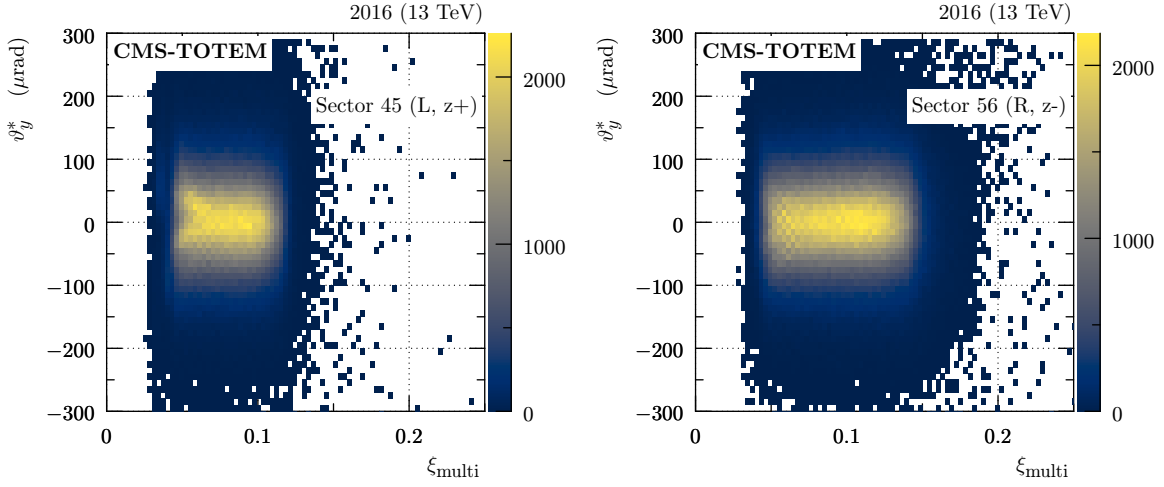 2016 (13 TeV)
CMS-TOTEM
Sector 45 (L, z+)
ϑ*y (μrad)
300
200
100
0
−100
−200
−300
0
0.1
0.2
ξmulti
2000
1000
0
2016 (13 TeV)
CMS-TOTEM
Sector 56 (R, z-)
ϑ*y (μrad)
300
200
100
0
−100
−200
−300
0
0.1
0.2
ξmulti
2000
1000
0